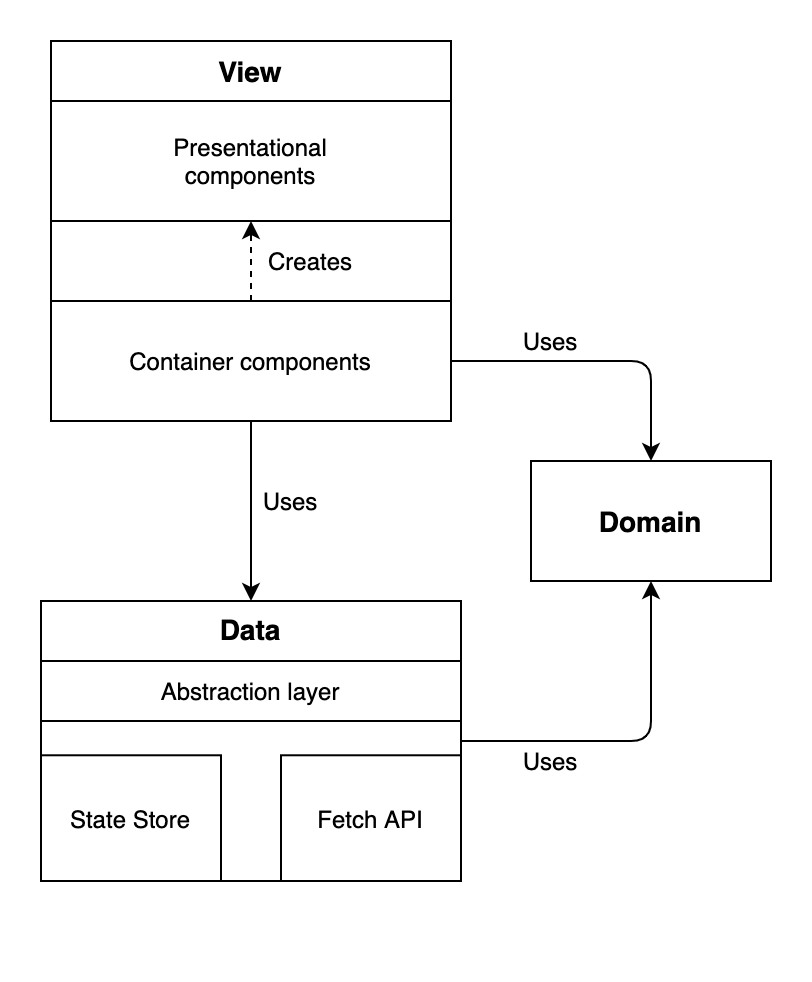 View
Presentational
components
Creates
Container components
Uses
Uses
Domain
Data
Abstraction layer
Uses
State Store
Fetch API